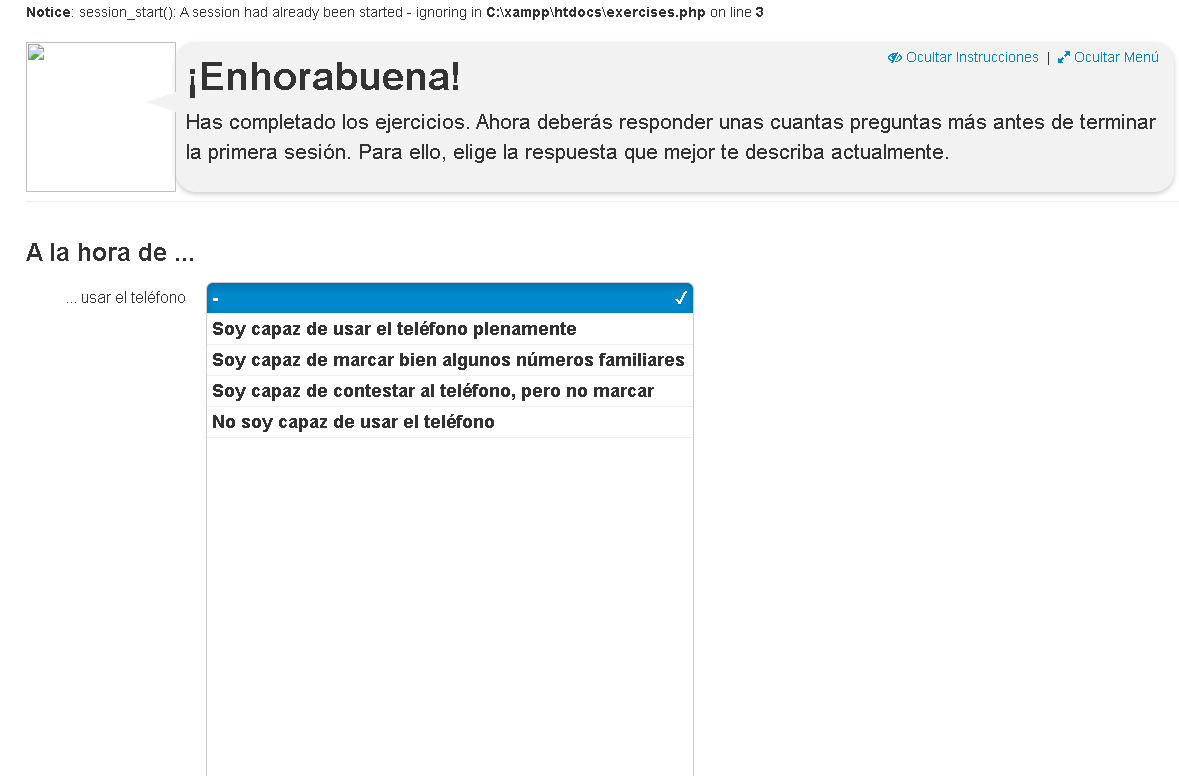 Notice: session_start(): A session had already been started - ignoring in C:\xampp\htdocs\exercises.php on line 3
Ocultar Instrucciones | Ocultar Menú
¡Enhorabuena!
Has completado los ejercicios. Ahora deberás responder unas cuantas preguntas más antes de terminar
la primera sesión. Para ello, elige la respuesta que mejor te describa actualmente.
A la hora de ...
... usar el teléfono
-
Soy capaz de usar el teléfono plenamente
Soy capaz de marcar bien algunos números familiares
Soy capaz de contestar al teléfono, pero no marcar
No soy capaz de usar el teléfono